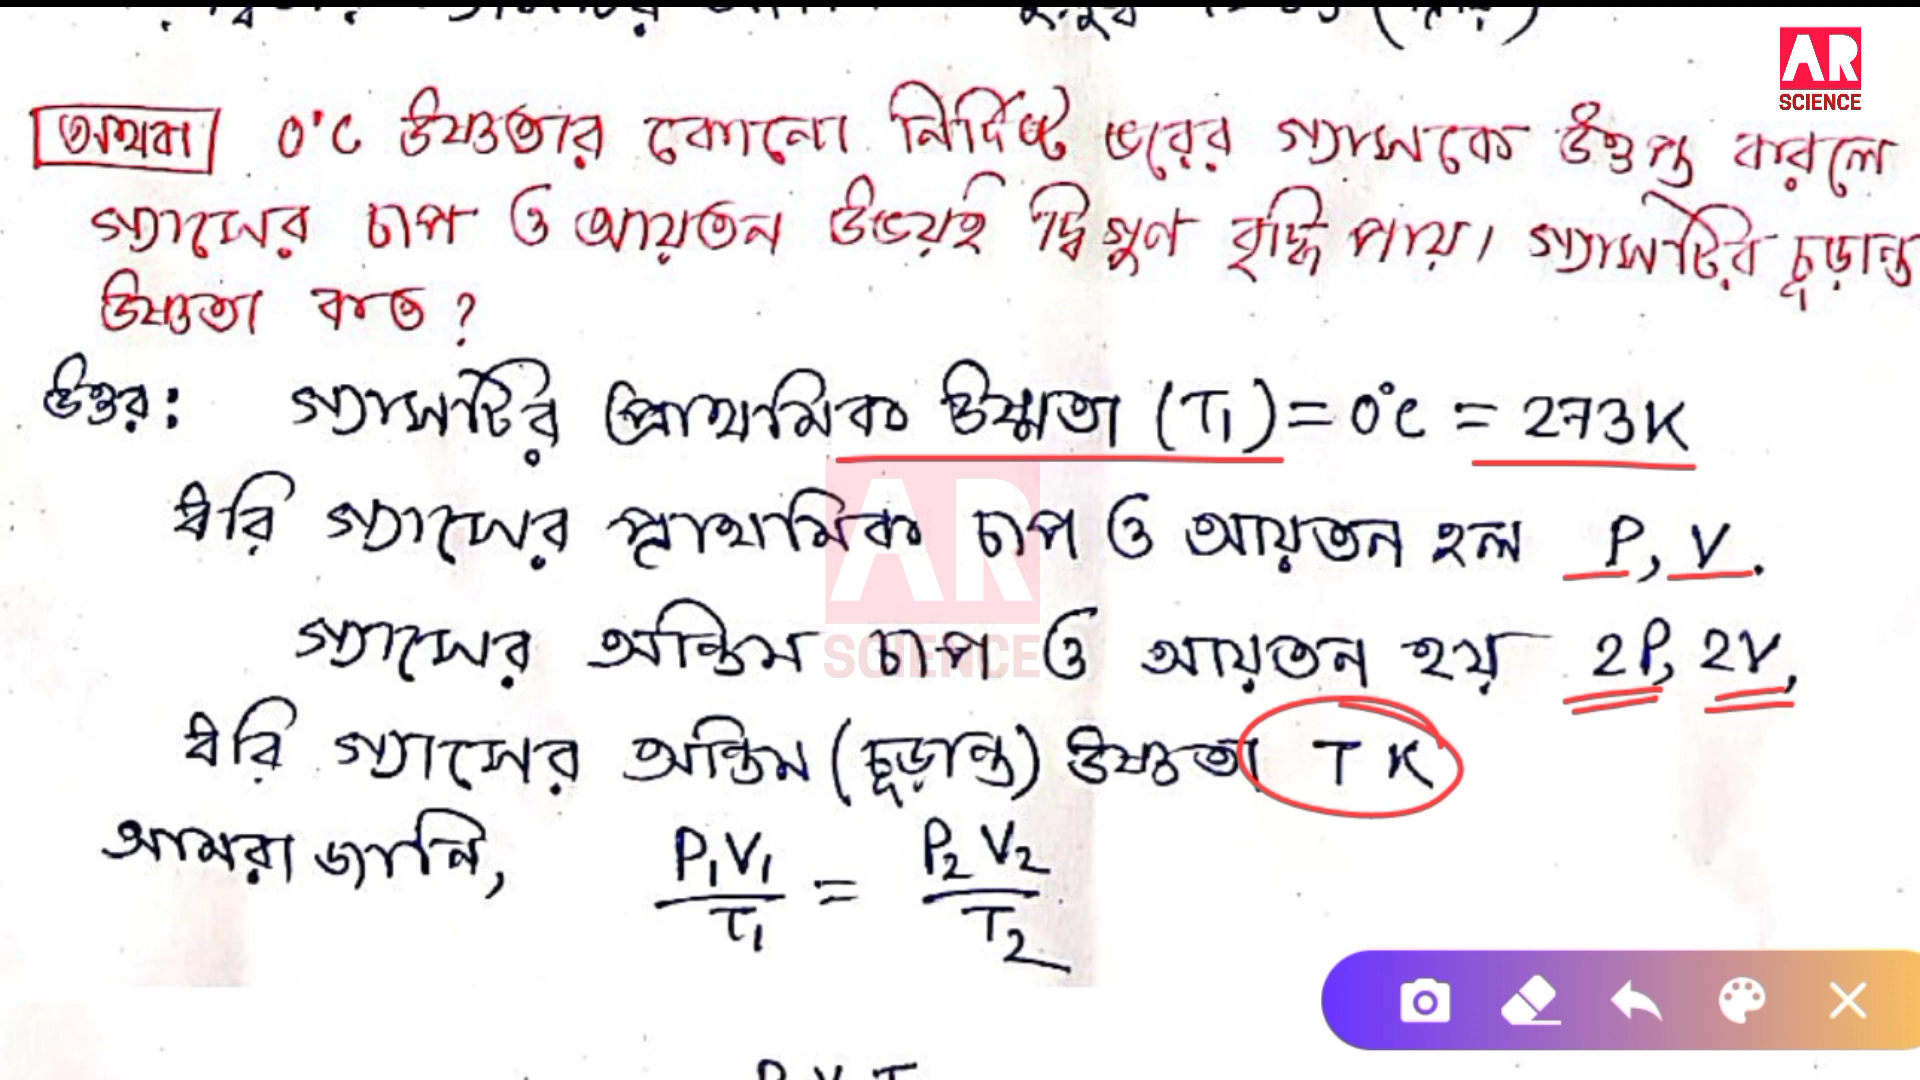 AR
SCIENCE
অথবা 0°C উষ্ণতার কোনো নির্দিষ্ট ভরের গ্যাসকে উত্তপ্ত করলে
গ্যাসের চাপ ও আয়তন উভয়ই দ্বিগুণ বৃদ্ধি পায়। গ্যাসটির চূড়ান্ত
উষ্ণতা কত?
উত্তর: গ্যাসটির প্রাথমিক উষ্ণতা (T₁) = 0°C = 273K
ধরি গ্যাসের প্রাথমিক চাপ ও আয়তন হল P, V.
গ্যাসের অন্তিম চাপ ও আয়তন হয় 2P, 2V,
ধরি গ্যাসের অন্তিম (চূড়ান্ত) উষ্ণতা T K
আমরা জানি, P₁V₁/T₁ = P₂V₂/T₂
AR
SCIENCE